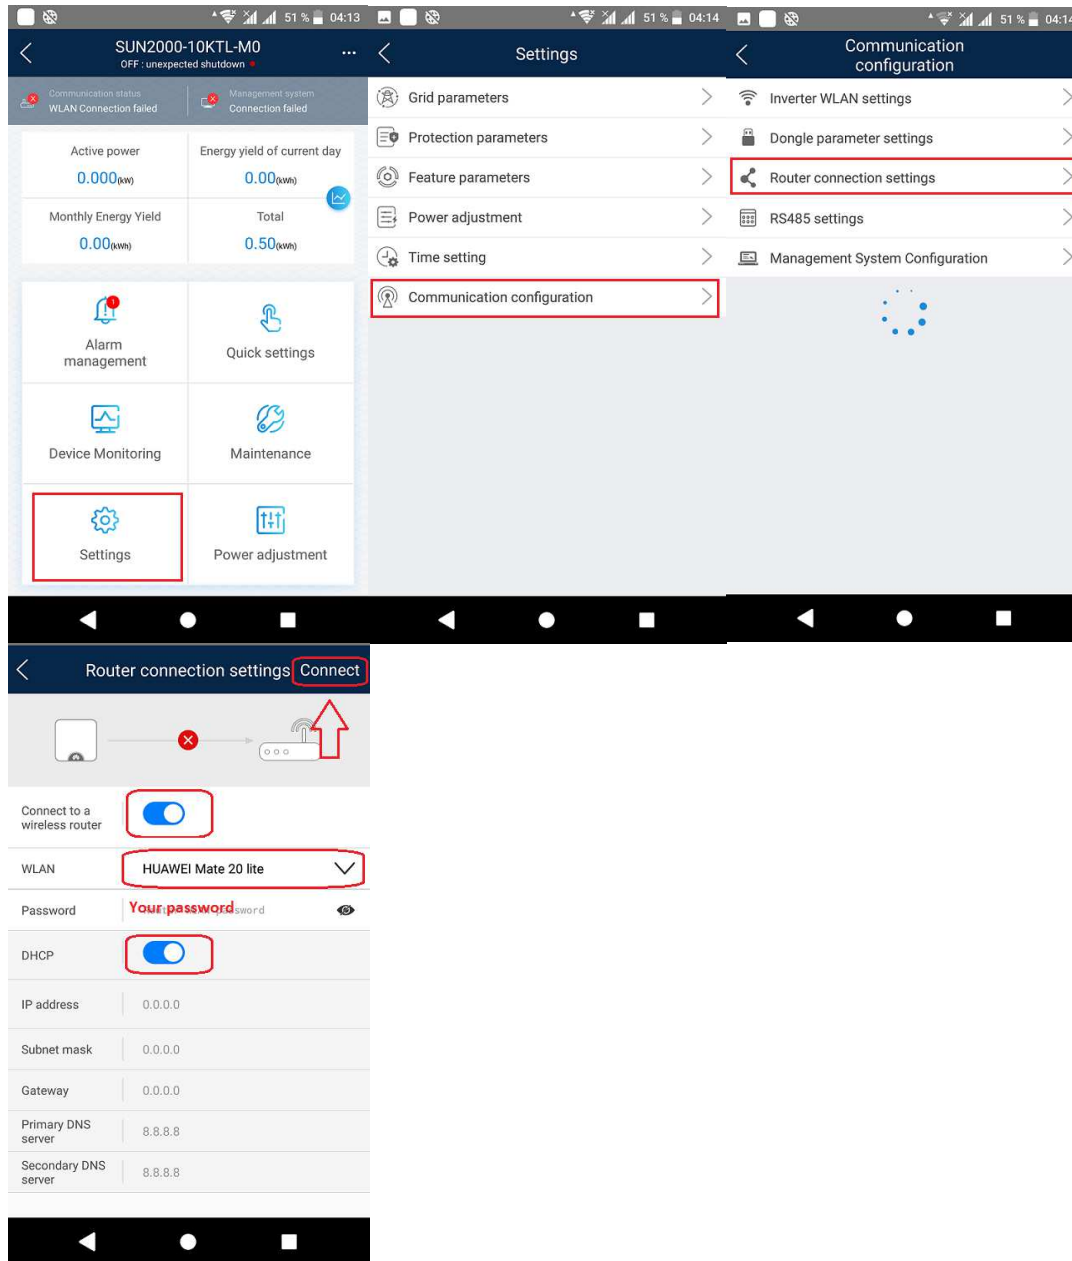 51 % 04:13
SUN2000-10KTL-M0
OFF : unexpected shutdown
Communication status
WLAN Connection failed
Management system
Connection failed
Active power
0.000(kW)
Energy yield of current day
0.00(kWh)
Monthly Energy Yield
0.00(kWh)
Total
0.50(kWh)
Alarm
management
Quick settings
Device Monitoring
Maintenance
Settings
Power adjustment
51 % 04:14
Settings
Grid parameters
Protection parameters
Feature parameters
Power adjustment
Time setting
Communication configuration
51 % 04:14
Communication
configuration
Inverter WLAN settings
Dongle parameter settings
Router connection settings
RS485 settings
Management System Configuration
Router connection settings Connect
Connect to a
wireless router
WLAN HUAWEI Mate 20 lite
Password Your password
DHCP
IP address 0.0.0.0
Subnet mask 0.0.0.0
Gateway 0.0.0.0
Primary DNS
server 8.8.8.8
Secondary DNS
server 8.8.8.8